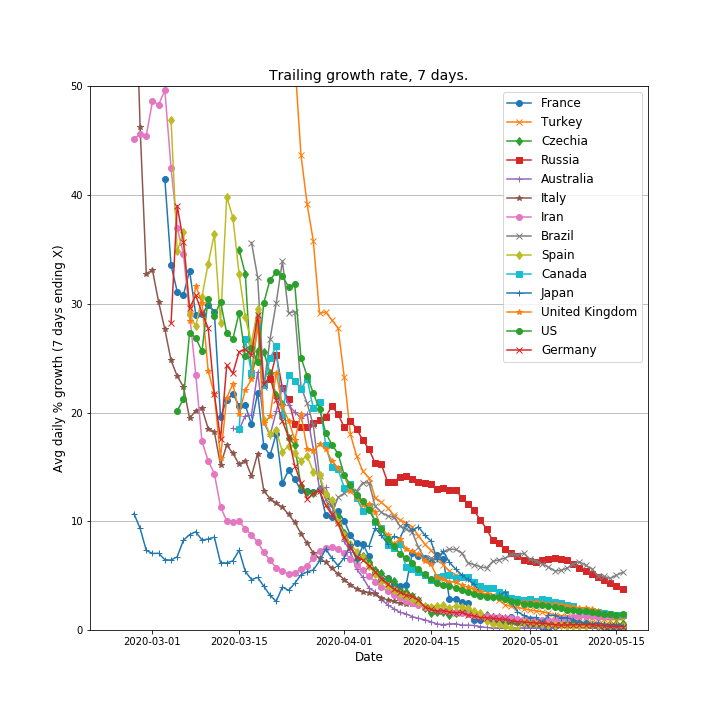 Trailing growth rate, 7 days.
Avg daily % growth (7 days ending X)
50
40
30
20
10
0
France
Turkey
Czechia
Russia
Australia
Italy
Iran
Brazil
Spain
Canada
Japan
United Kingdom
US
Germany
2020-03-01
2020-03-15
2020-04-01
2020-04-15
2020-05-01
2020-05-15
Date